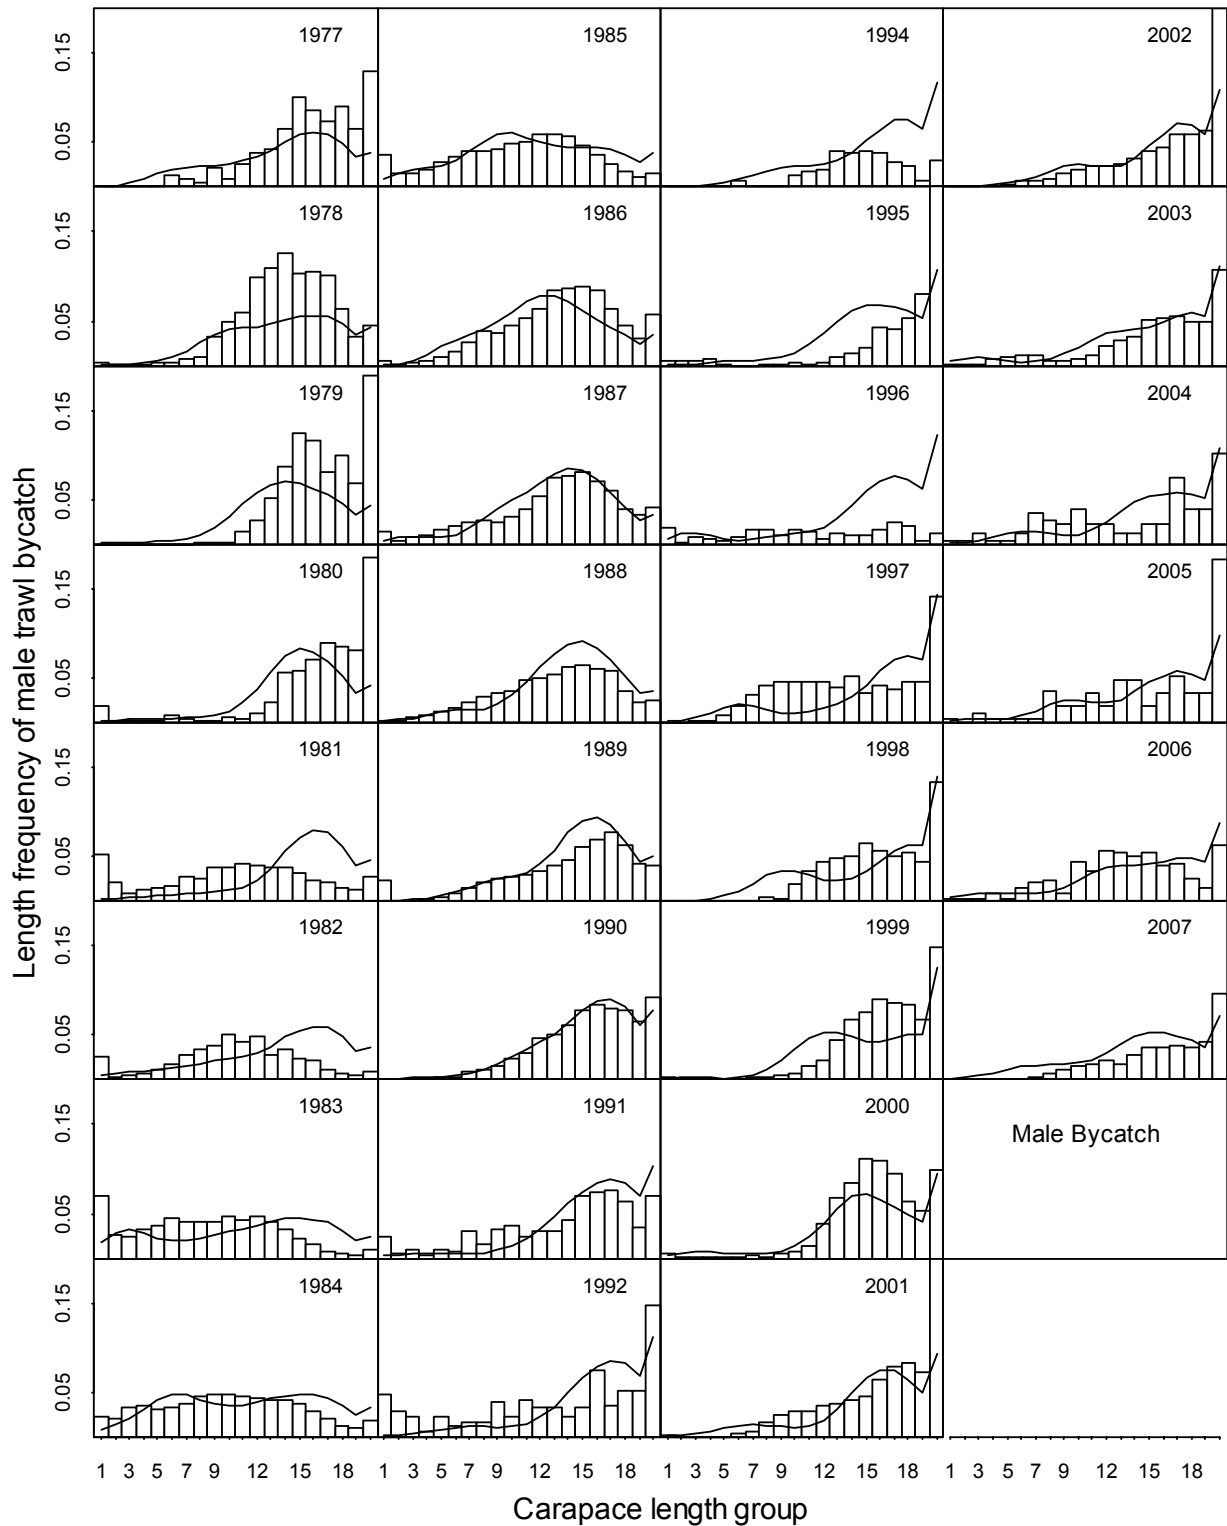 Length frequency of male trawl bycatch
1977 1985 1994 2002
0.05 0.15
1978 1986 1995 2003
0.05 0.15
1979 1987 1996 2004
0.05 0.15
1980 1988 1997 2005
0.05 0.15
1981 1989 1998 2006
0.05 0.15
1982 1990 1999 2007
0.05 0.15
1983 1991 2000 Male Bycatch
0.05 0.15
1984 1992 2001
0.05 0.15
1 3 5 7 9 12 15 18 1 3 5 7 9 12 15 18 1 3 5 7 9 12 15 18 1 3 5 7 9 12 15 18
Carapace length group